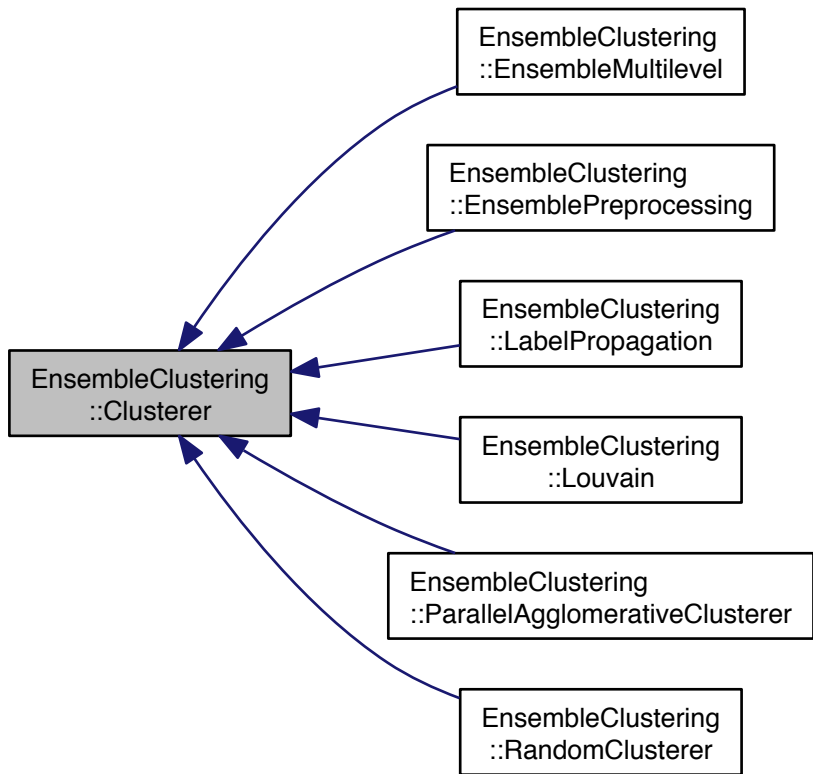 EnsembleClustering
::EnsembleMultilevel
EnsembleClustering
::EnsemblePreprocessing
EnsembleClustering
::LabelPropagation
EnsembleClustering
::Clusterer
EnsembleClustering
::Louvain
EnsembleClustering
::ParallelAgglomerativeClusterer
EnsembleClustering
::RandomClusterer